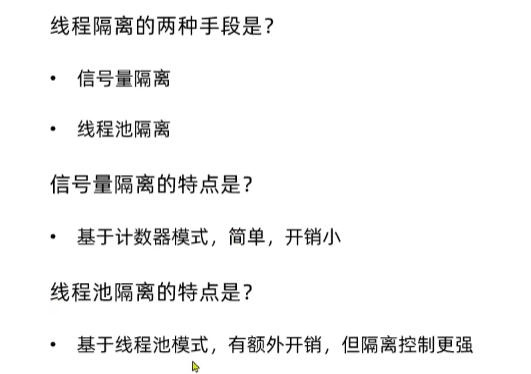 线程隔离的两种手段是?
• 信号量隔离
• 线程池隔离
信号量隔离的特点是?
• 基于计数器模式，简单，开销小
线程池隔离的特点是?
• 基于线程池模式，有额外开销，但隔离控制更强